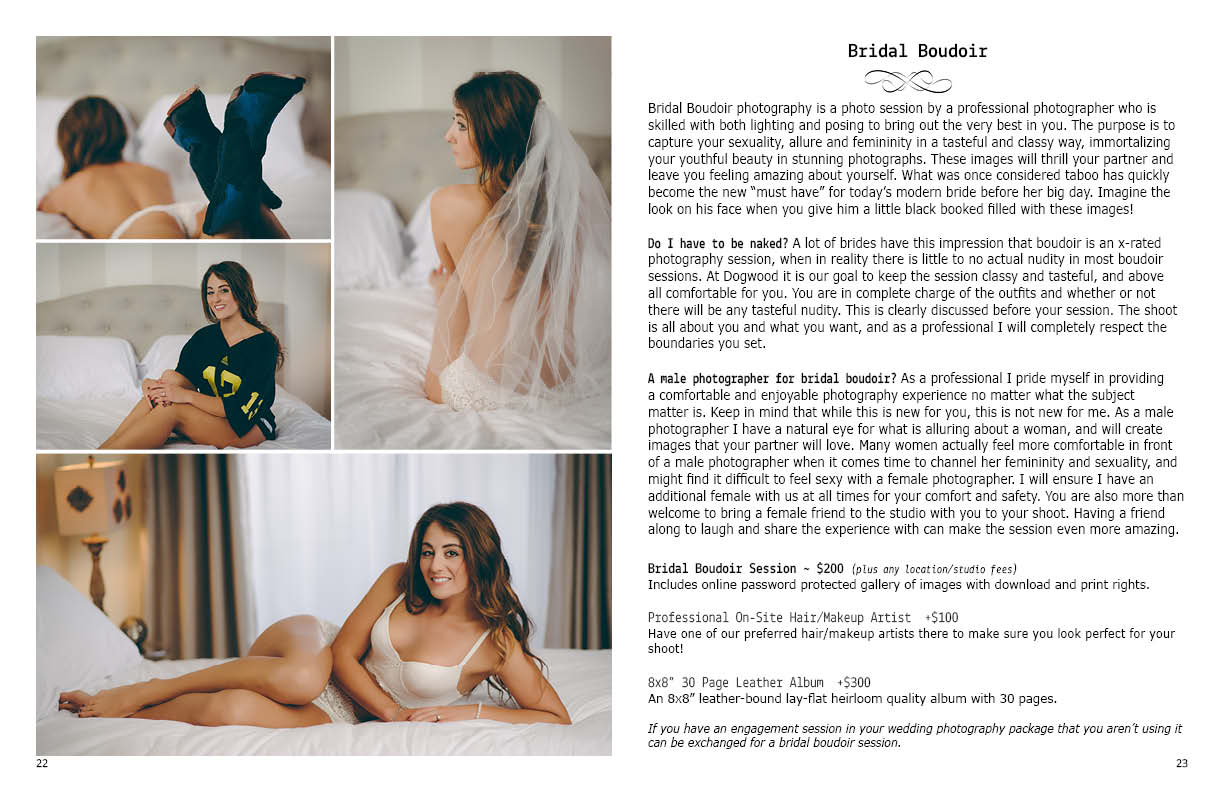 12
1
Bridal Boudoir
Bridal Boudoir photography is a photo session by a professional photographer who is
skilled with both lighting and posing to bring out the very best in you. The purpose is to
capture your sexuality, allure and femininity in a tasteful and classy way, immortalizing
your youthful beauty in stunning photographs. These images will thrill your partner and
leave you feeling amazing about yourself. What was once considered taboo has quickly
become the new “must have” for today’s modern bride before her big day. Imagine the
look on his face when you give him a little black booked filled with these images!
Do I have to be naked? A lot of brides have this impression that boudoir is an x-rated
photography session, when in reality there is little to no actual nudity in most boudoir
sessions. At Dogwood it is our goal to keep the session classy and tasteful, and above
all comfortable for you. You are in complete charge of the outfits and whether or not
there will be any tasteful nudity. This is clearly discussed before your session. The shoot
is all about you and what you want, and as a professional I will completely respect the
boundaries you set.
A male photographer for bridal boudoir? As a professional I pride myself in providing
a comfortable and enjoyable photography experience no matter what the subject
matter is. Keep in mind that while this is new for you, this is not new for me. As a male
photographer I have a natural eye for what is alluring about a woman, and will create
images that your partner will love. Many women actually feel more comfortable in front
of a male photographer when it comes time to channel her femininity and sexuality, and
might find it difficult to feel sexy with a female photographer. I will ensure I have an
additional female with us at all times for your comfort and safety. You are also more than
welcome to bring a female friend to the studio with you to your shoot. Having a friend
along to laugh and share the experience with can make the session even more amazing.
Bridal Boudoir Session ~ $200 (plus any location/studio fees)
Includes online password protected gallery of images with download and print rights.
Professional On-Site Hair/Makeup Artist +$100
Have one of our preferred hair/makeup artists there to make sure you look perfect for your
shoot!
8x8" 30 Page Leather Album +$300
An 8x8” leather-bound lay-flat heirloom quality album with 30 pages.
If you have an engagement session in your wedding photography package that you aren’t using it
can be exchanged for a bridal boudoir session.
22
23